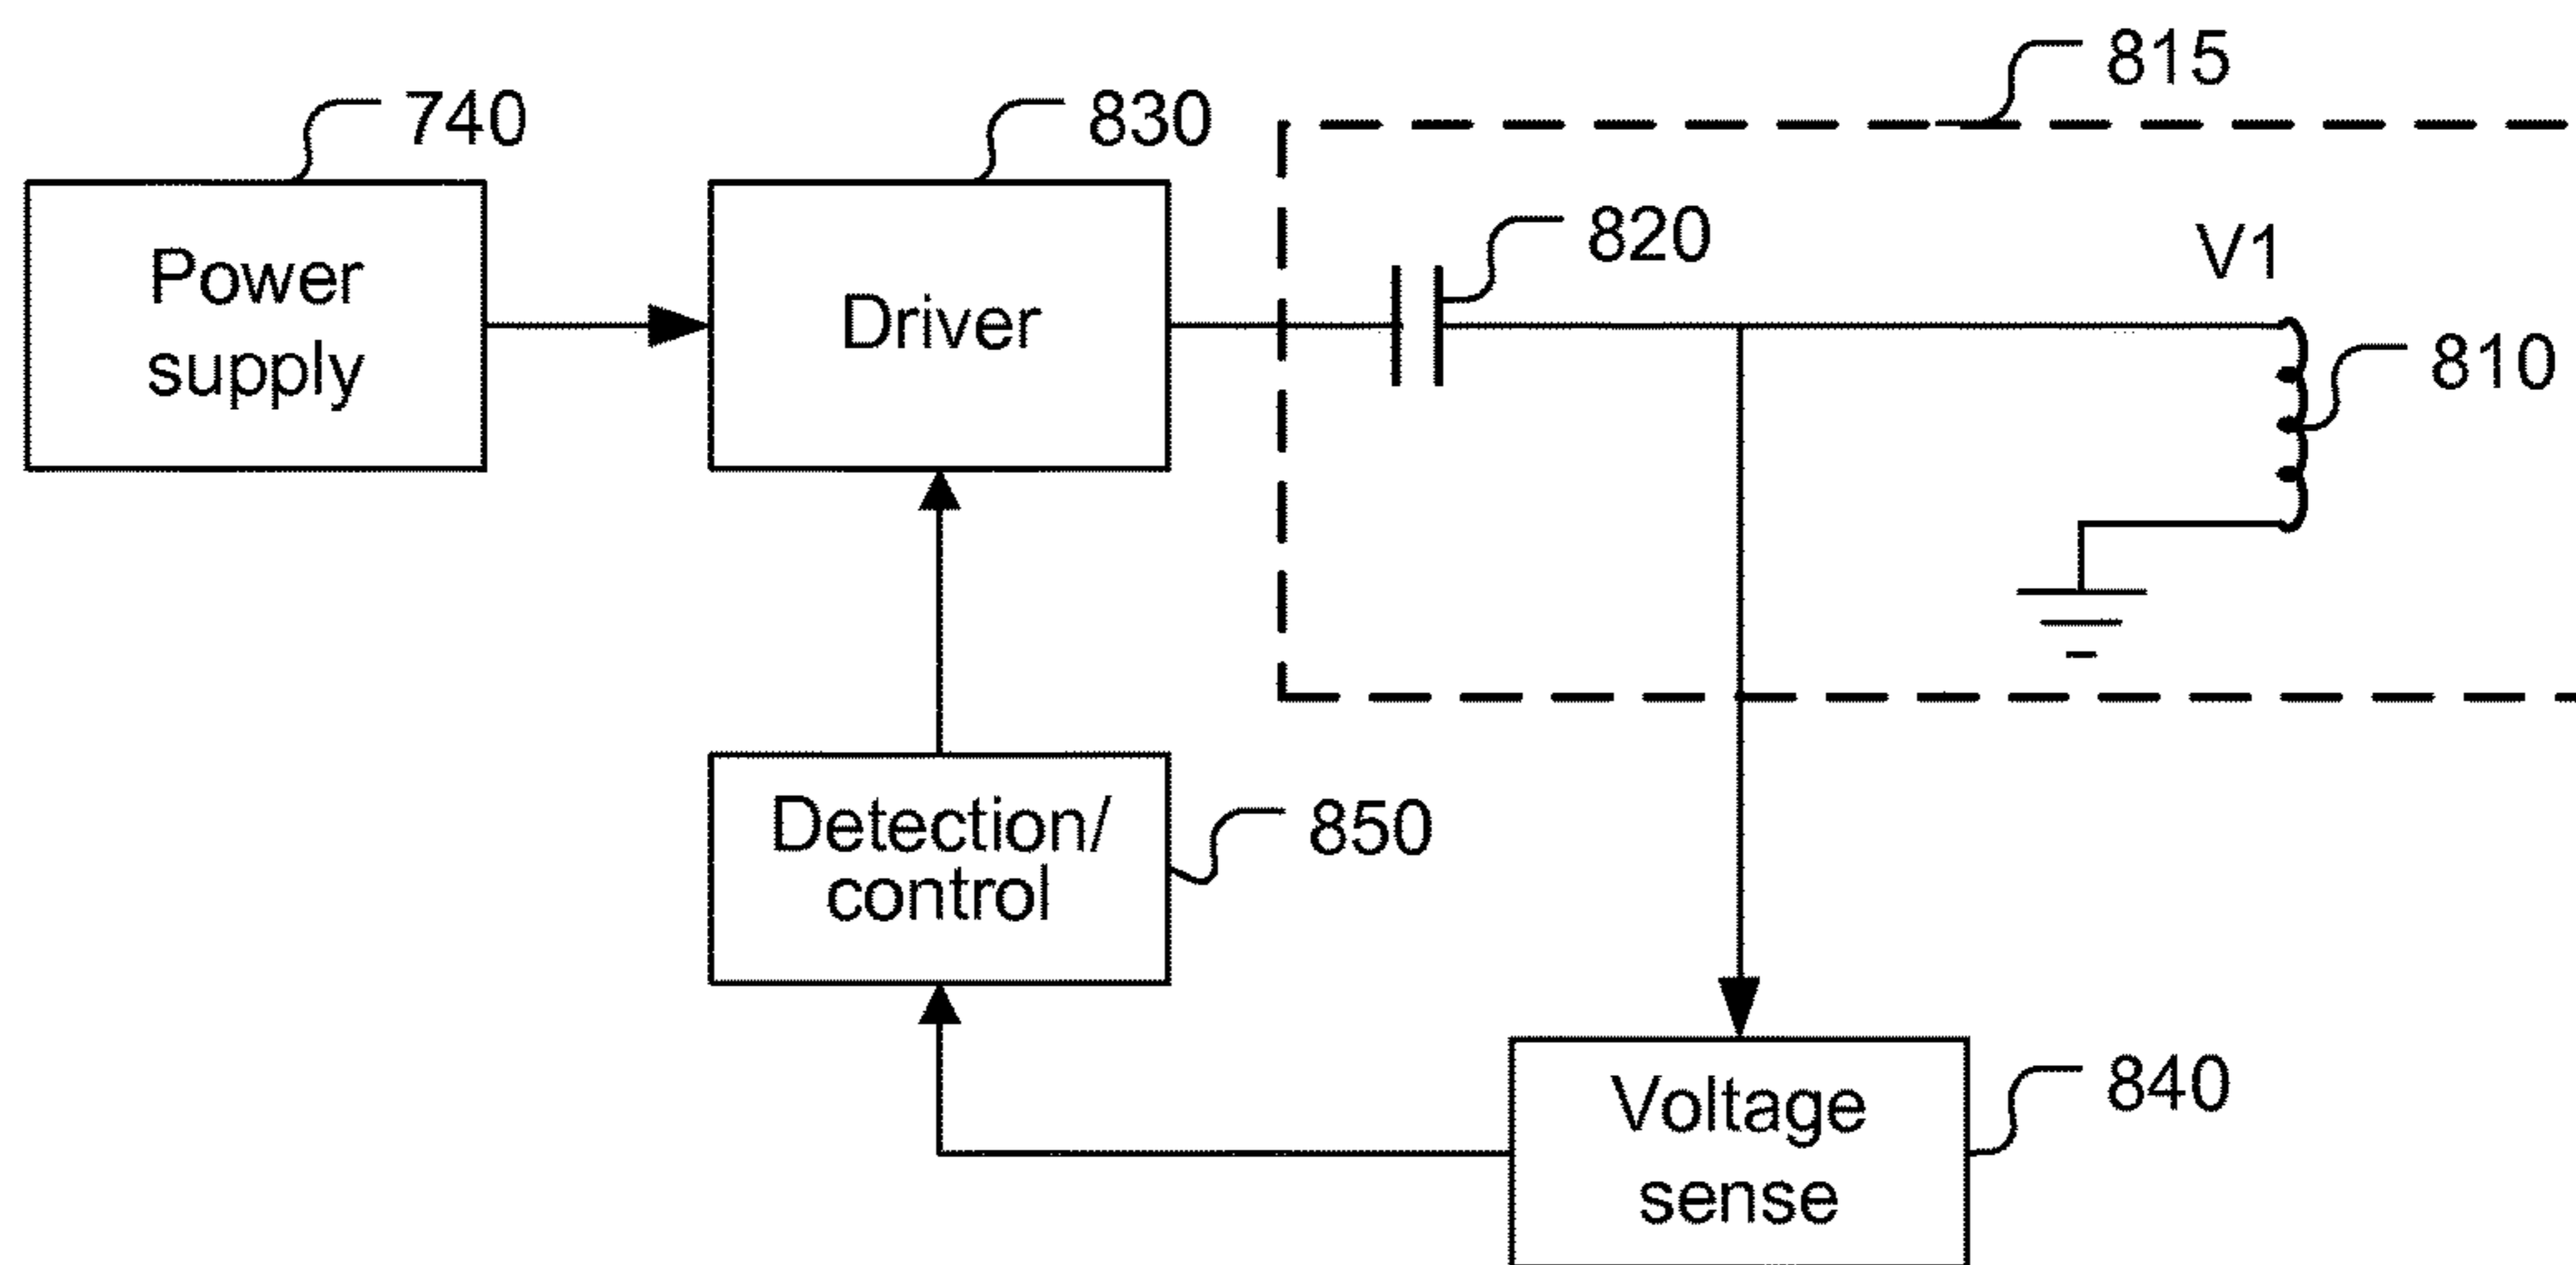 815
740
830
820
V1
Power
supply
Driver
810
Detection/
control
850
Voltage
sense
840